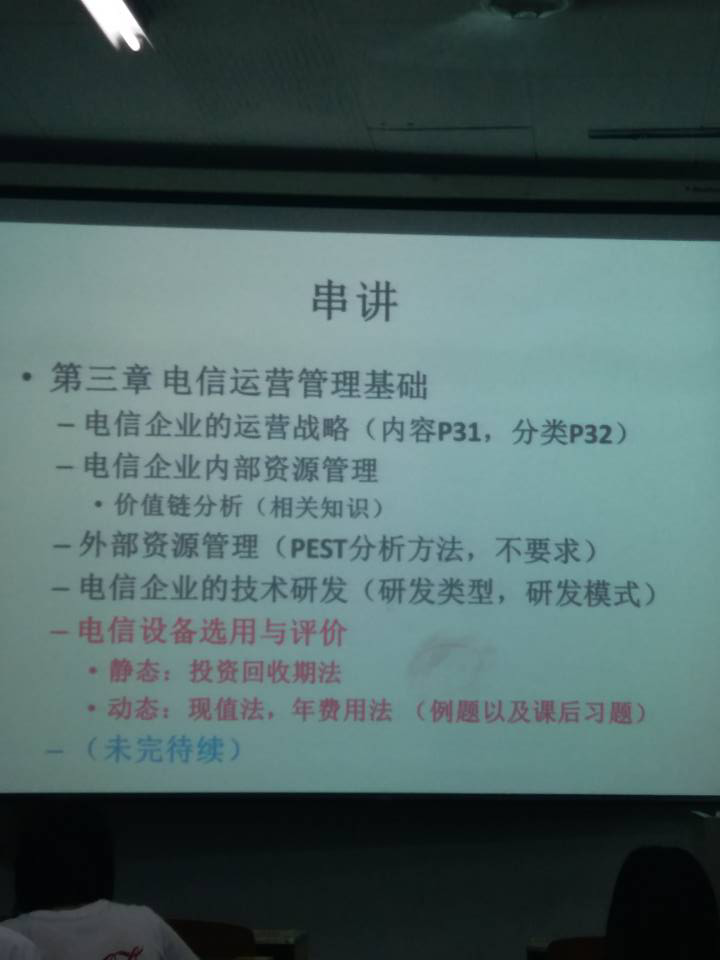 串讲
• 第三章 电信运营管理基础
– 电信企业的运营战略（内容P31，分类P32）
– 电信企业内部资源管理
• 价值链分析（相关知识）
– 外部资源管理（PEST分析方法，不要求）
– 电信企业的技术研发（研发类型，研发模式）
– 电信设备选用与评价
• 静态：投资回收期法
• 动态：现值法，年费用法 （例题以及课后习题）
– （未完待续）